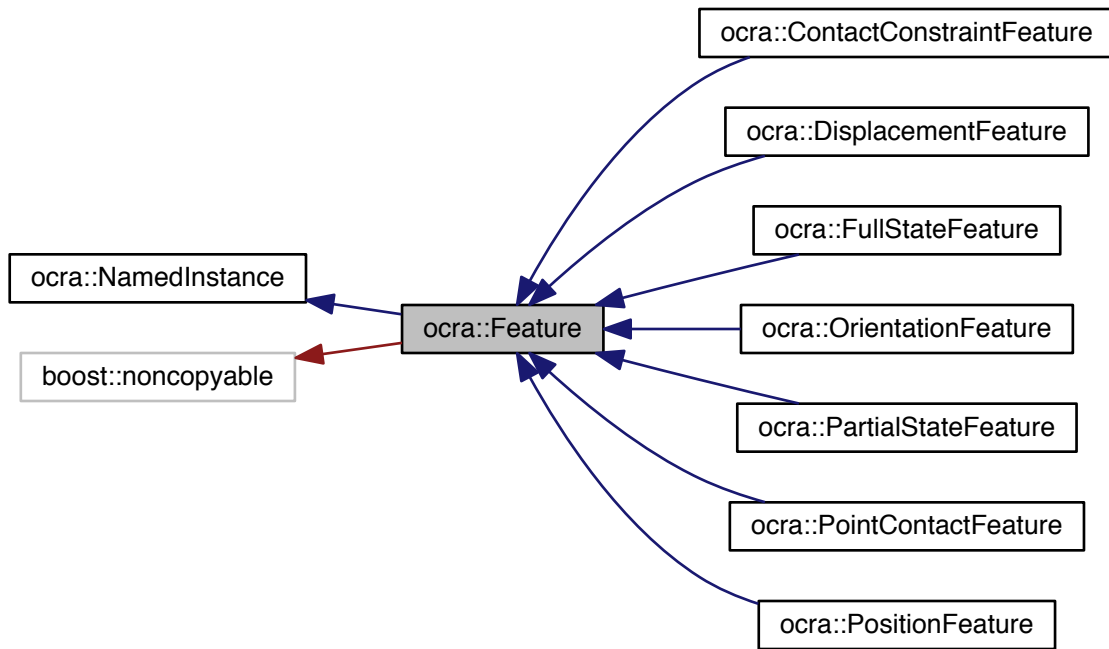 ocra::ContactConstraintFeature
ocra::DisplacementFeature
ocra::FullStateFeature
ocra::NamedInstance
ocra::Feature
ocra::OrientationFeature
boost::noncopyable
ocra::PartialStateFeature
ocra::PointContactFeature
ocra::PositionFeature